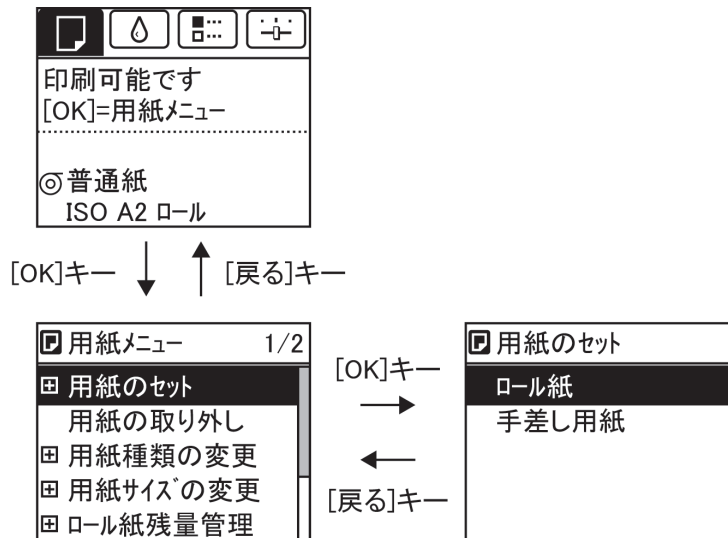 印刷可能です
[OK]=用紙ﾒﾆｭｰ
普通紙
ISO A2 ﾛｰﾙ
[OK]キー
[戻る]キー
用紙ﾒﾆｭｰ 1/2
用紙のｾｯﾄ
用紙の取り外し
用紙種類の変更
用紙ｻｲｽﾞの変更
ﾛｰﾙ紙残量管理
[OK]キー
[戻る]キー
用紙のｾｯﾄ
ﾛｰﾙ紙
手差し用紙